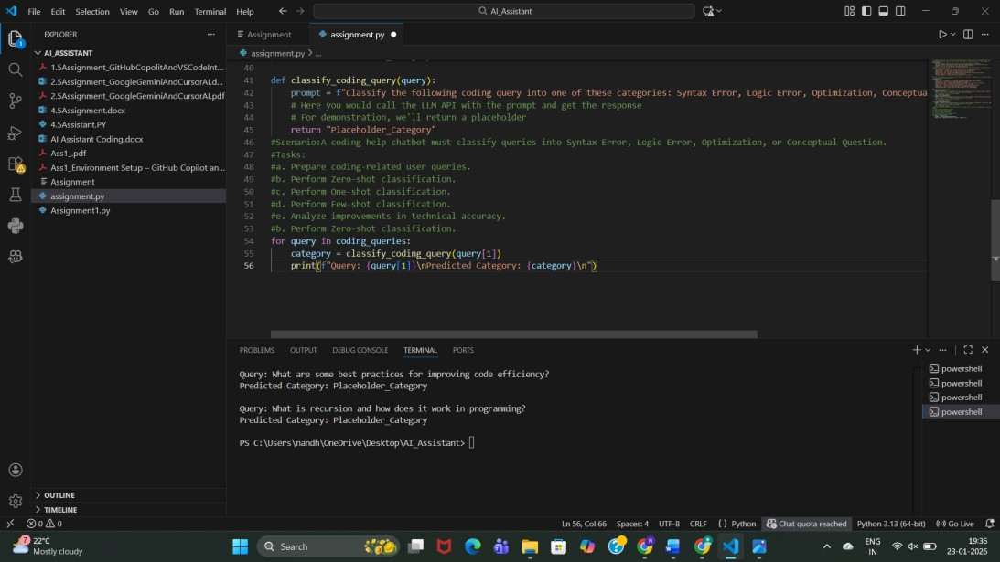 File Edit Selection View Go Run Terminal Help
AI_Assistant
EXPLORER
AI_ASSISTANT
1.5Assignment_GitHubCopolitAndVSCodeInt...
2.5Assignment_GoogleGeminiAndCursorAI.d...
2.5Assignment_GoogleGeminiAndCursorAI.pdf
4.5Assignment.docx
4.5Assistant.PY
AI Assistant Coding.docx
Ass1_.pdf
Ass1_Environment Setup – GitHub Copilot an...
Assignment
assignment.py
Assignment1.py
OUTLINE
TIMELINE
Assignment
assignment.py
assignment.py > ...
40
41 def classify_coding_query(query):
42 prompt = f"Classify the following coding query into one of these categories: Syntax Error, Logic Error, Optimization, Conceptua
43 # Here you would call the LLM API with the prompt and get the response
44 # For demonstration, we'll return a placeholder
45 return "Placeholder_Category"
46 #Scenario:A coding help chatbot must classify queries into Syntax Error, Logic Error, Optimization, or Conceptual Question.
47 #Tasks:
48 #a. Prepare coding-related user queries.
49 #b. Perform Zero-shot classification.
50 #c. Perform One-shot classification.
51 #d. Perform Few-shot classification.
52 #e. Analyze improvements in technical accuracy.
53 #b. Perform Zero-shot classification.
54 for query in coding_queries:
55 category = classify_coding_query(query[1])
56 print(f"Query: {query[1]}\nPredicted Category: {category}\n")
PROBLEMS OUTPUT DEBUG CONSOLE TERMINAL PORTS
Query: What are some best practices for improving code efficiency?
Predicted Category: Placeholder_Category
Query: What is recursion and how does it work in programming?
Predicted Category: Placeholder_Category
PS C:\Users\nandh\OneDrive\Desktop\AI_Assistant>
powershell
powershell
powershell
powershell
0 0
Ln 56, Col 66 Spaces: 4 UTF-8 CRLF { } Python Chat quota reached Python 3.13 (64-bit) Go Live
22°C
Mostly cloudy
Search
ENG
IN
19:36
23-01-2026